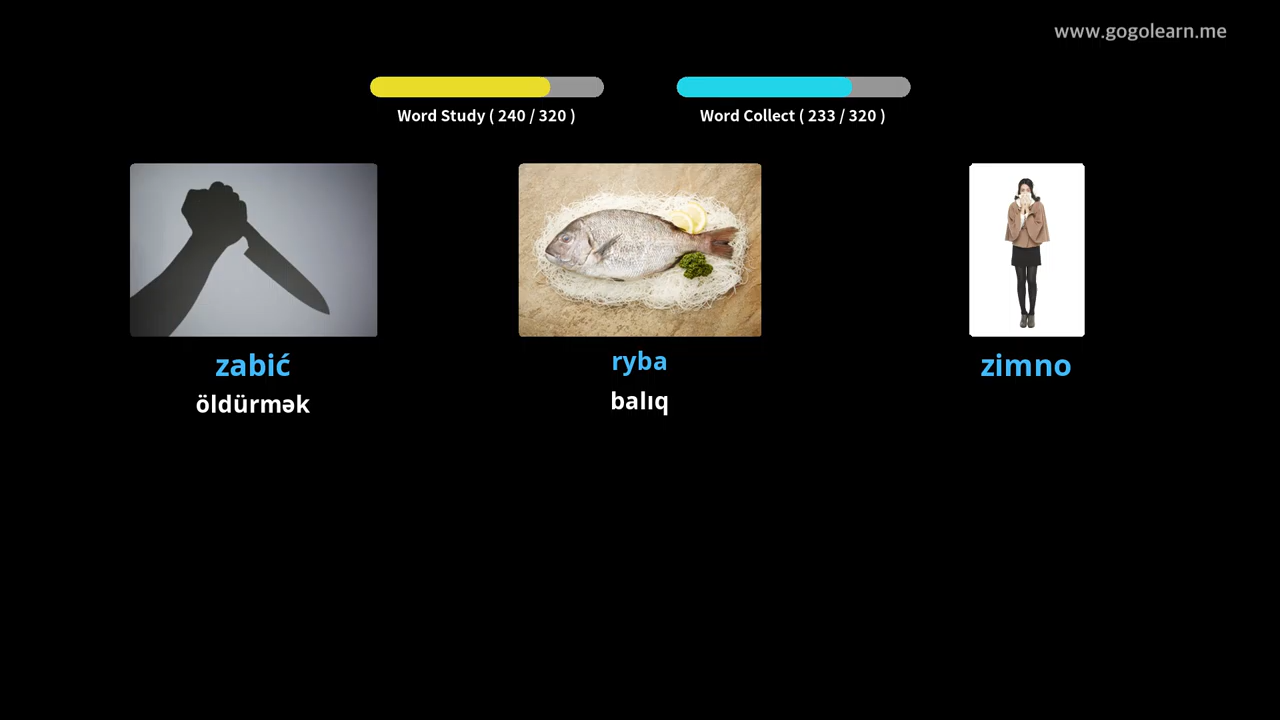 www.gogolearn.me
Word Study ( 240 / 320 )
Word Collect ( 233 / 320 )
zabić
ryba
zimno
öldürmək
balıq